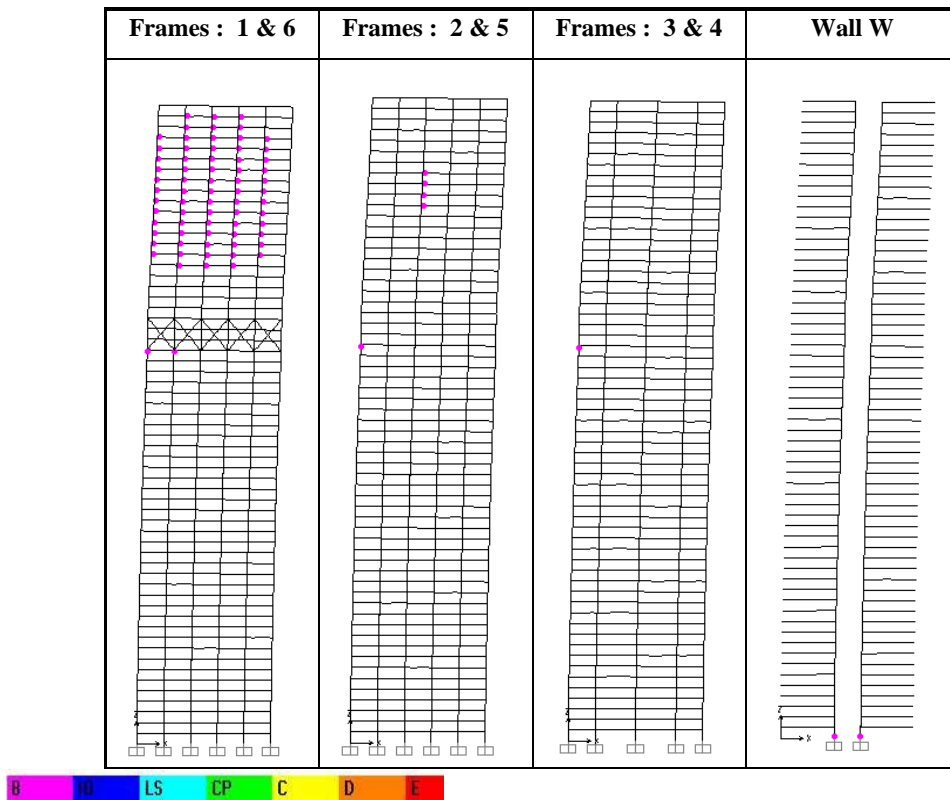 Frames : 1 & 6
Frames : 2 & 5
Frames : 3 & 4
Wall W
Z
X
Z
X
Z
X
Z
X
B
IO
LS
CP
C
D
E